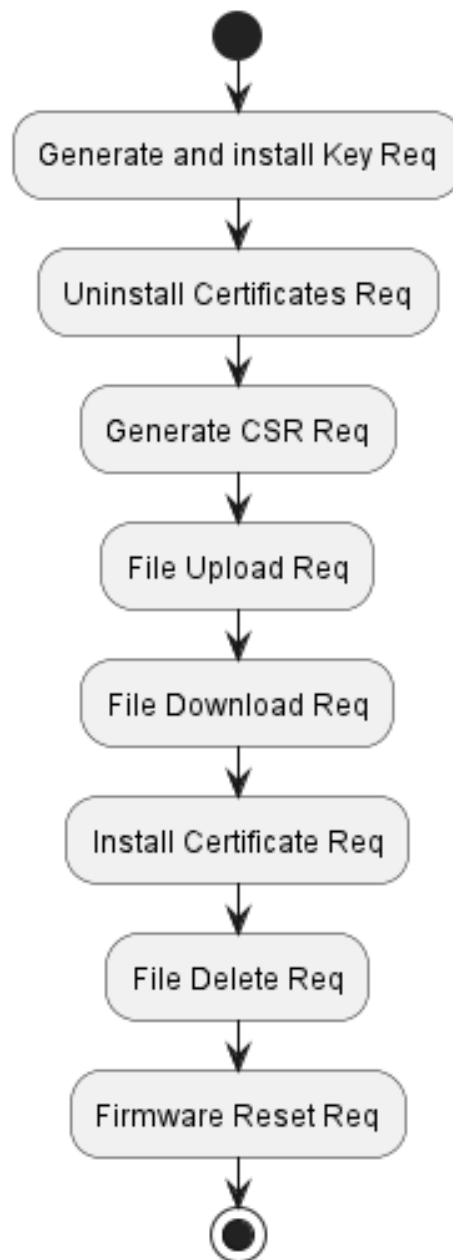 Generate and install Key Req
Uninstall Certificates Req
Generate CSR Req
File Upload Req
File Download Req
Install Certificate Req
File Delete Req
Firmware Reset Req